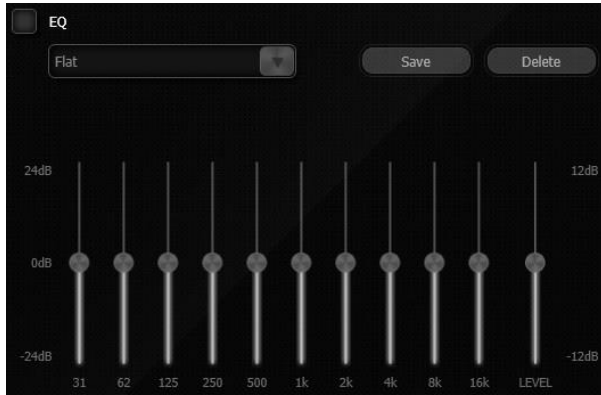 EQ
Flat Save Delete
24dB 12dB
0dB
-24dB -12dB
31 62 125 250 500 1k 2k 4k 8k 16k LEVEL